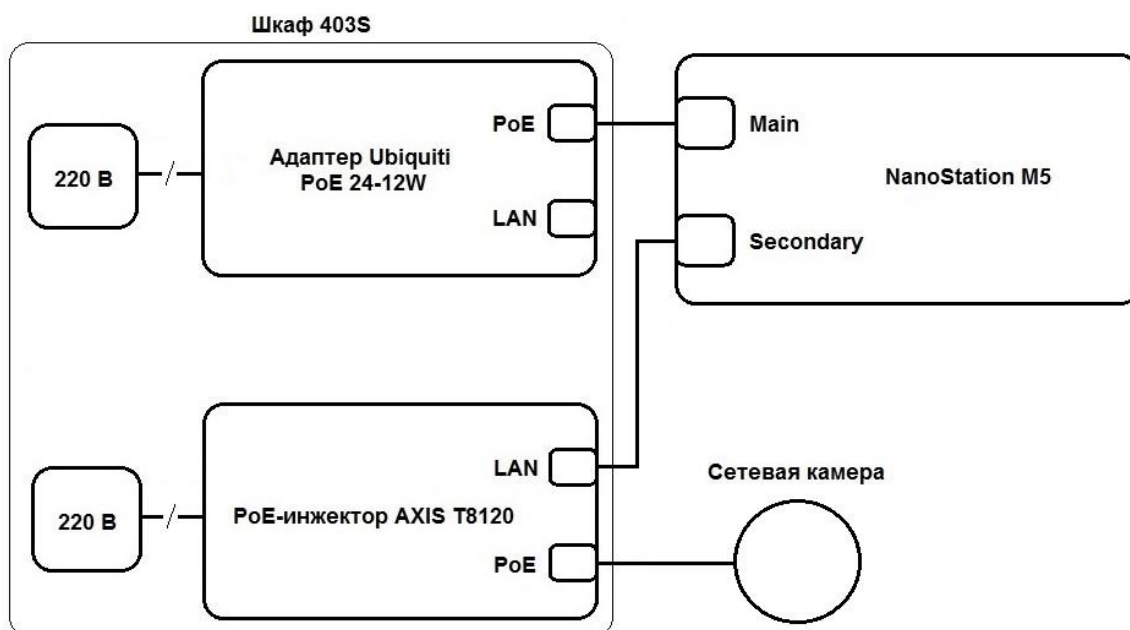 Шкаф 403S
220 В
Адаптер Ubiquiti
PoE 24-12W
PoE
LAN
Main
Secondary
NanoStation M5
220 В
PoE-инжектор AXIS T8120
LAN
PoE
Сетевая камера